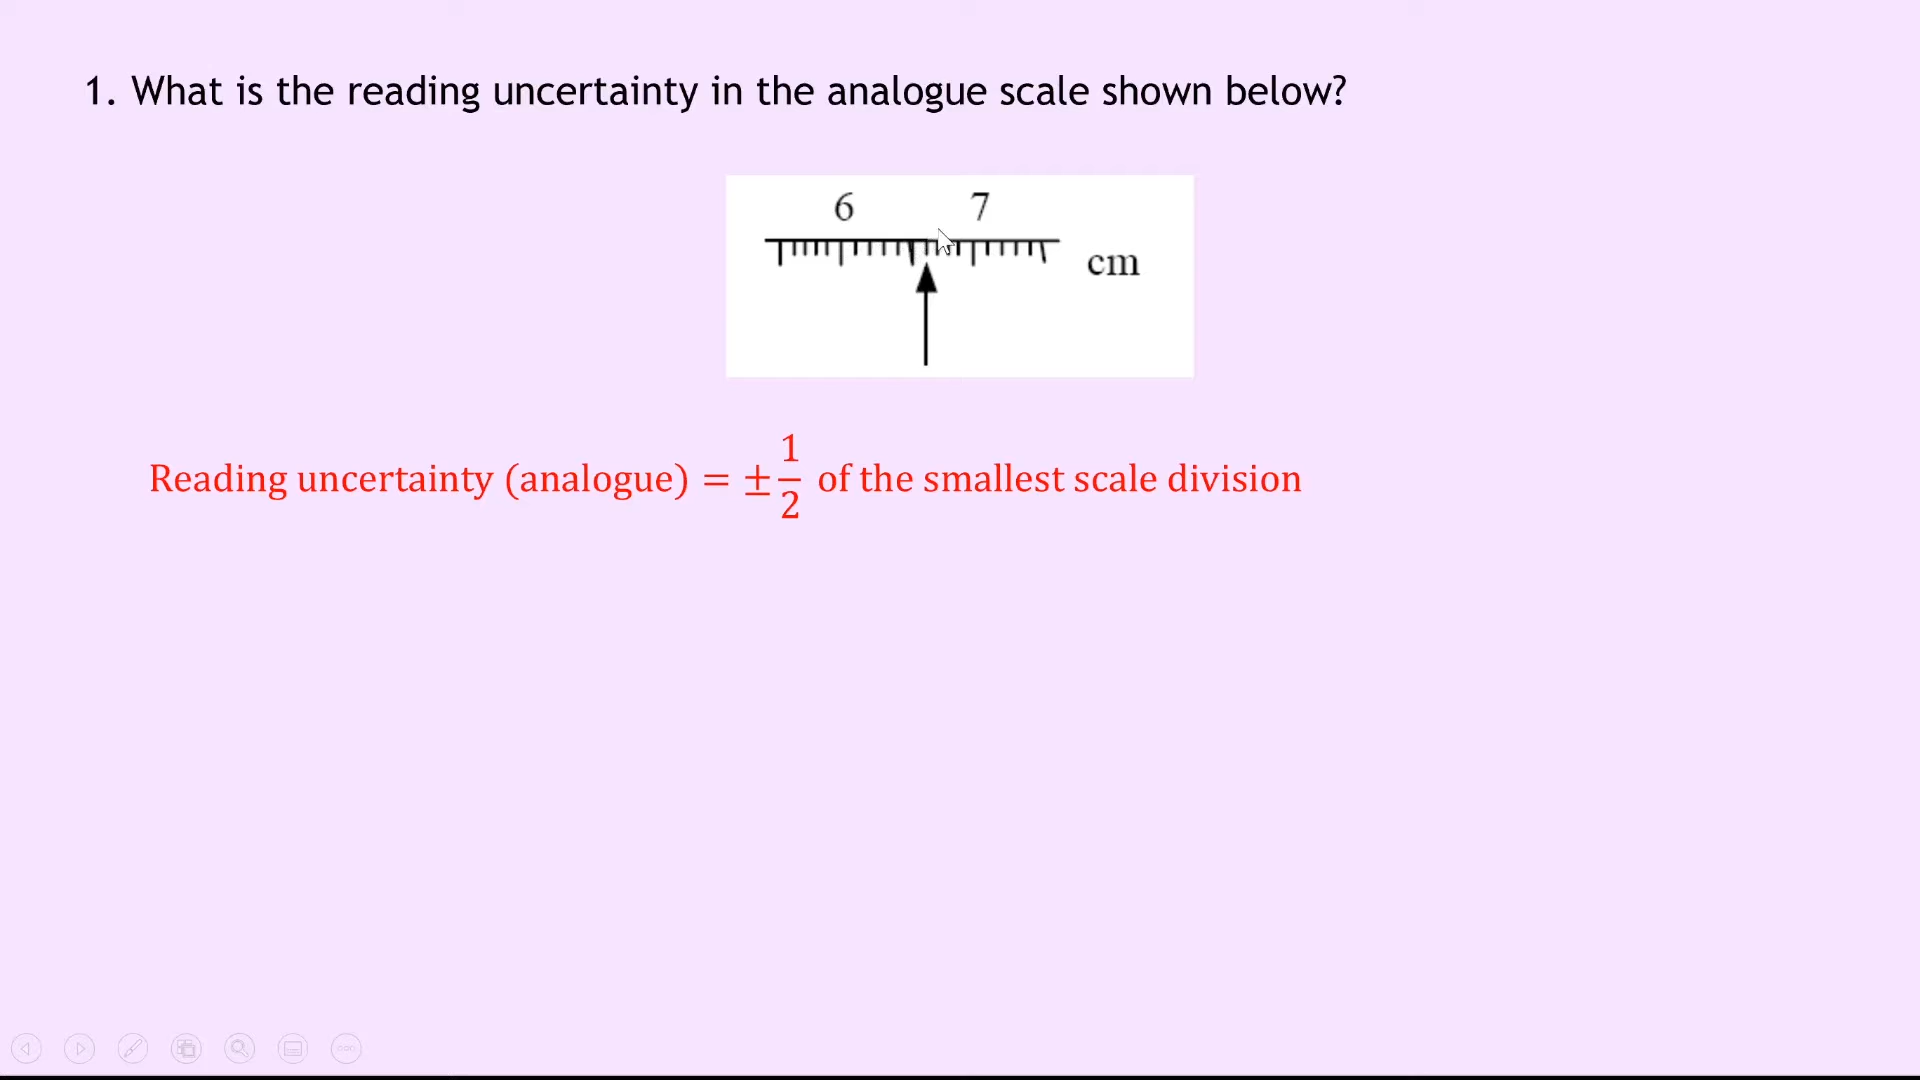 1. What is the reading uncertainty in the analogue scale shown below?
6 7
cm
Reading uncertainty (analogue) = ± 1/2 of the smallest scale division